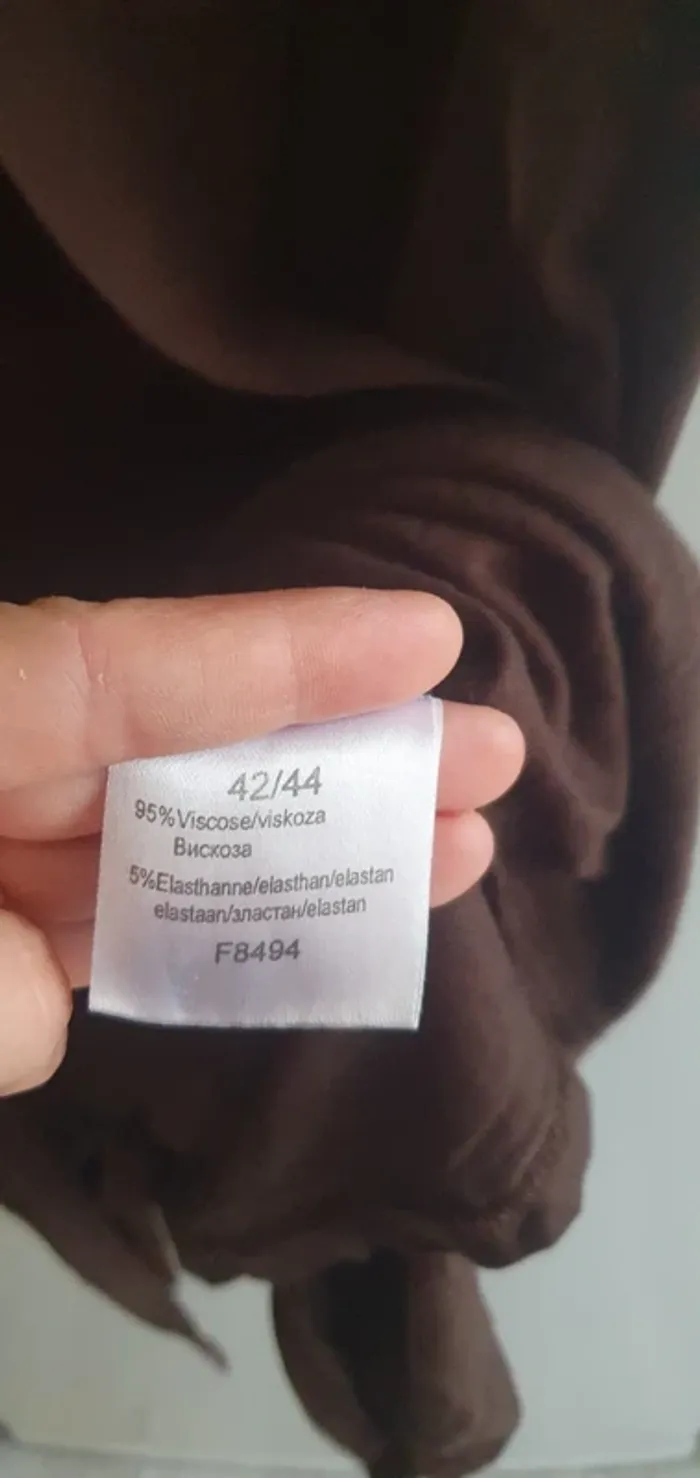 42/44
95%Viscose/viskoza
Вискоза
5%Elasthanne/elasthan/elastan
elastaan/эластан/elastan
F8494